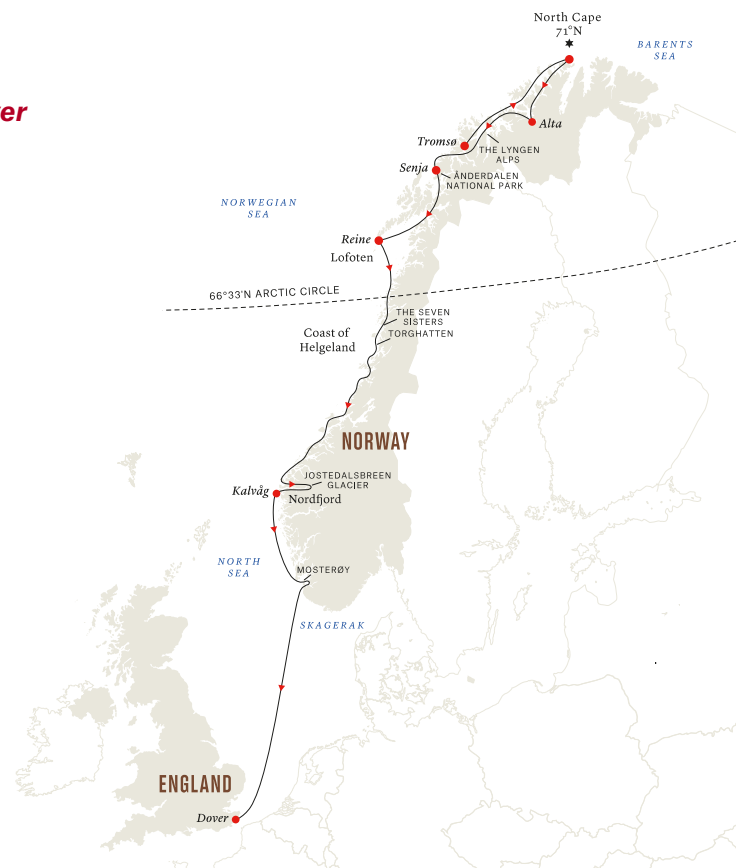 North Cape
71°N
BARENTS
SEA
Alta
Tromsø
THE LYNGEN
ALPS
Senja
ÅNDERDALEN
NATIONAL PARK
NORWEGIAN
SEA
Reine
Lofoten
66°33'N ARCTIC CIRCLE
THE SEVEN
SISTERS
TORGHATTEN
Coast of
Helgeland
NORWAY
JOSTEDALSBREEN
GLACIER
Kalvåg
Nordfjord
NORTH
SEA
MOSTERØY
SKAGERAK
ENGLAND
Dover